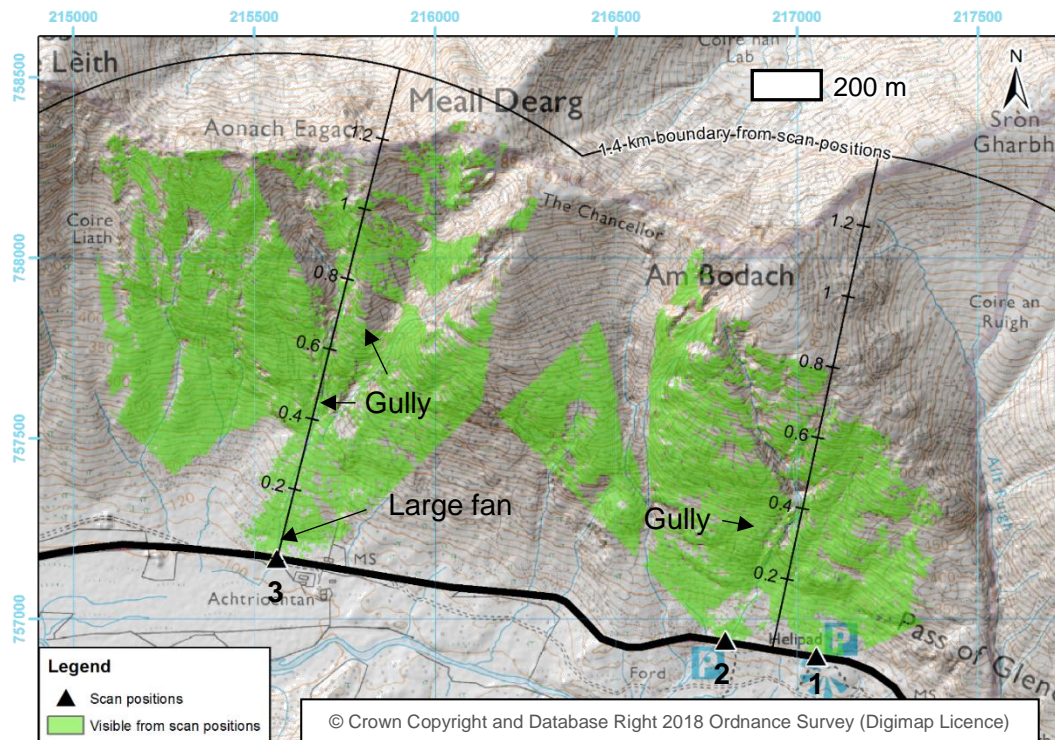 215000 215500 216000 216500 217000 217500
758500
758000
757500
757000
Lèith
Coire nan
Lab
200 m
N
Meall Dearg
Sròn
Gharbh
Aonach Eagach
1.4 km boundary from scan positions
1.2
1
0.8
0.6
0.4
0.2
The Chancellor
Coire
Liath
Am Bodach
1.2
1
0.8
0.6
0.4
0.2
Coire an
Ruigh
Gully
Large fan
Gully
MS
100
120
Achtriochtan
3
Helipad
P
Pass of Glen
P
Ford
2
1
MS
Legend
Scan positions
Visible from scan positions
© Crown Copyright and Database Right 2018 Ordnance Survey (Digimap Licence)